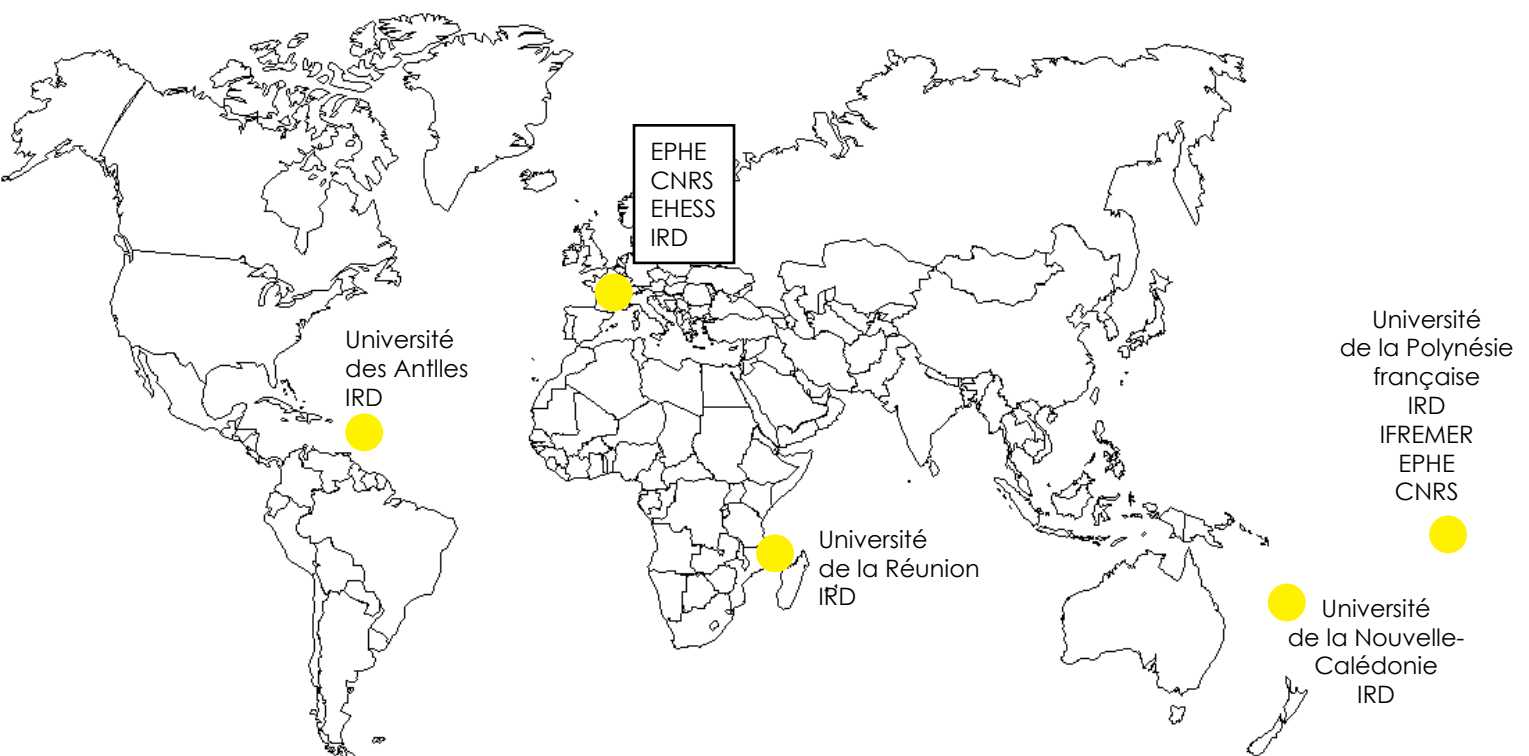 EPHE
CNRS
EHESS
IRD
Université
des Antlles
IRD
Université
de la Polynésie
française
IRD
IFREMER
EPHE
CNRS
Université
de la Réunion
IRD
Université
de la Nouvelle-
Calédonie
IRD